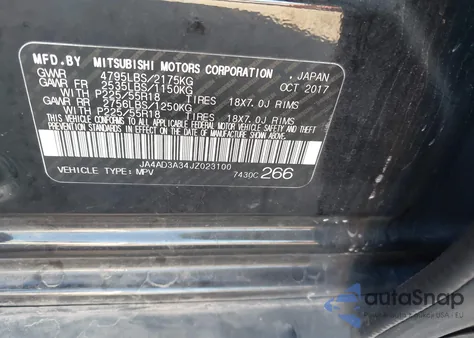 MFD.BY MITSUBISHI MOTORS CORPORATION , JAPAN
GVWR 4795LBS/2175KG OCT 2017
GAWR FR 2535LBS/1150KG
WITH P225/55R18 TIRES 18X7.0J RIMS
GAWR RR 2756LBS/1250KG
WITH P225/55R18 TIRES 18X7.0J RIMS
THIS VEHICLE CONFORMS TO ALL APPLICABLE FEDERAL
MOTOR VEHICLE SAFETY, BUMPER AND THEFT PREVENTION
STANDARDS IN EFFECT ON THE DATE OF MANUFACTURE
SHOWN ABOVE.
JA4AD3A34JZ023100
VEHICLE TYPE: MPV 7430C 266
autoSnap